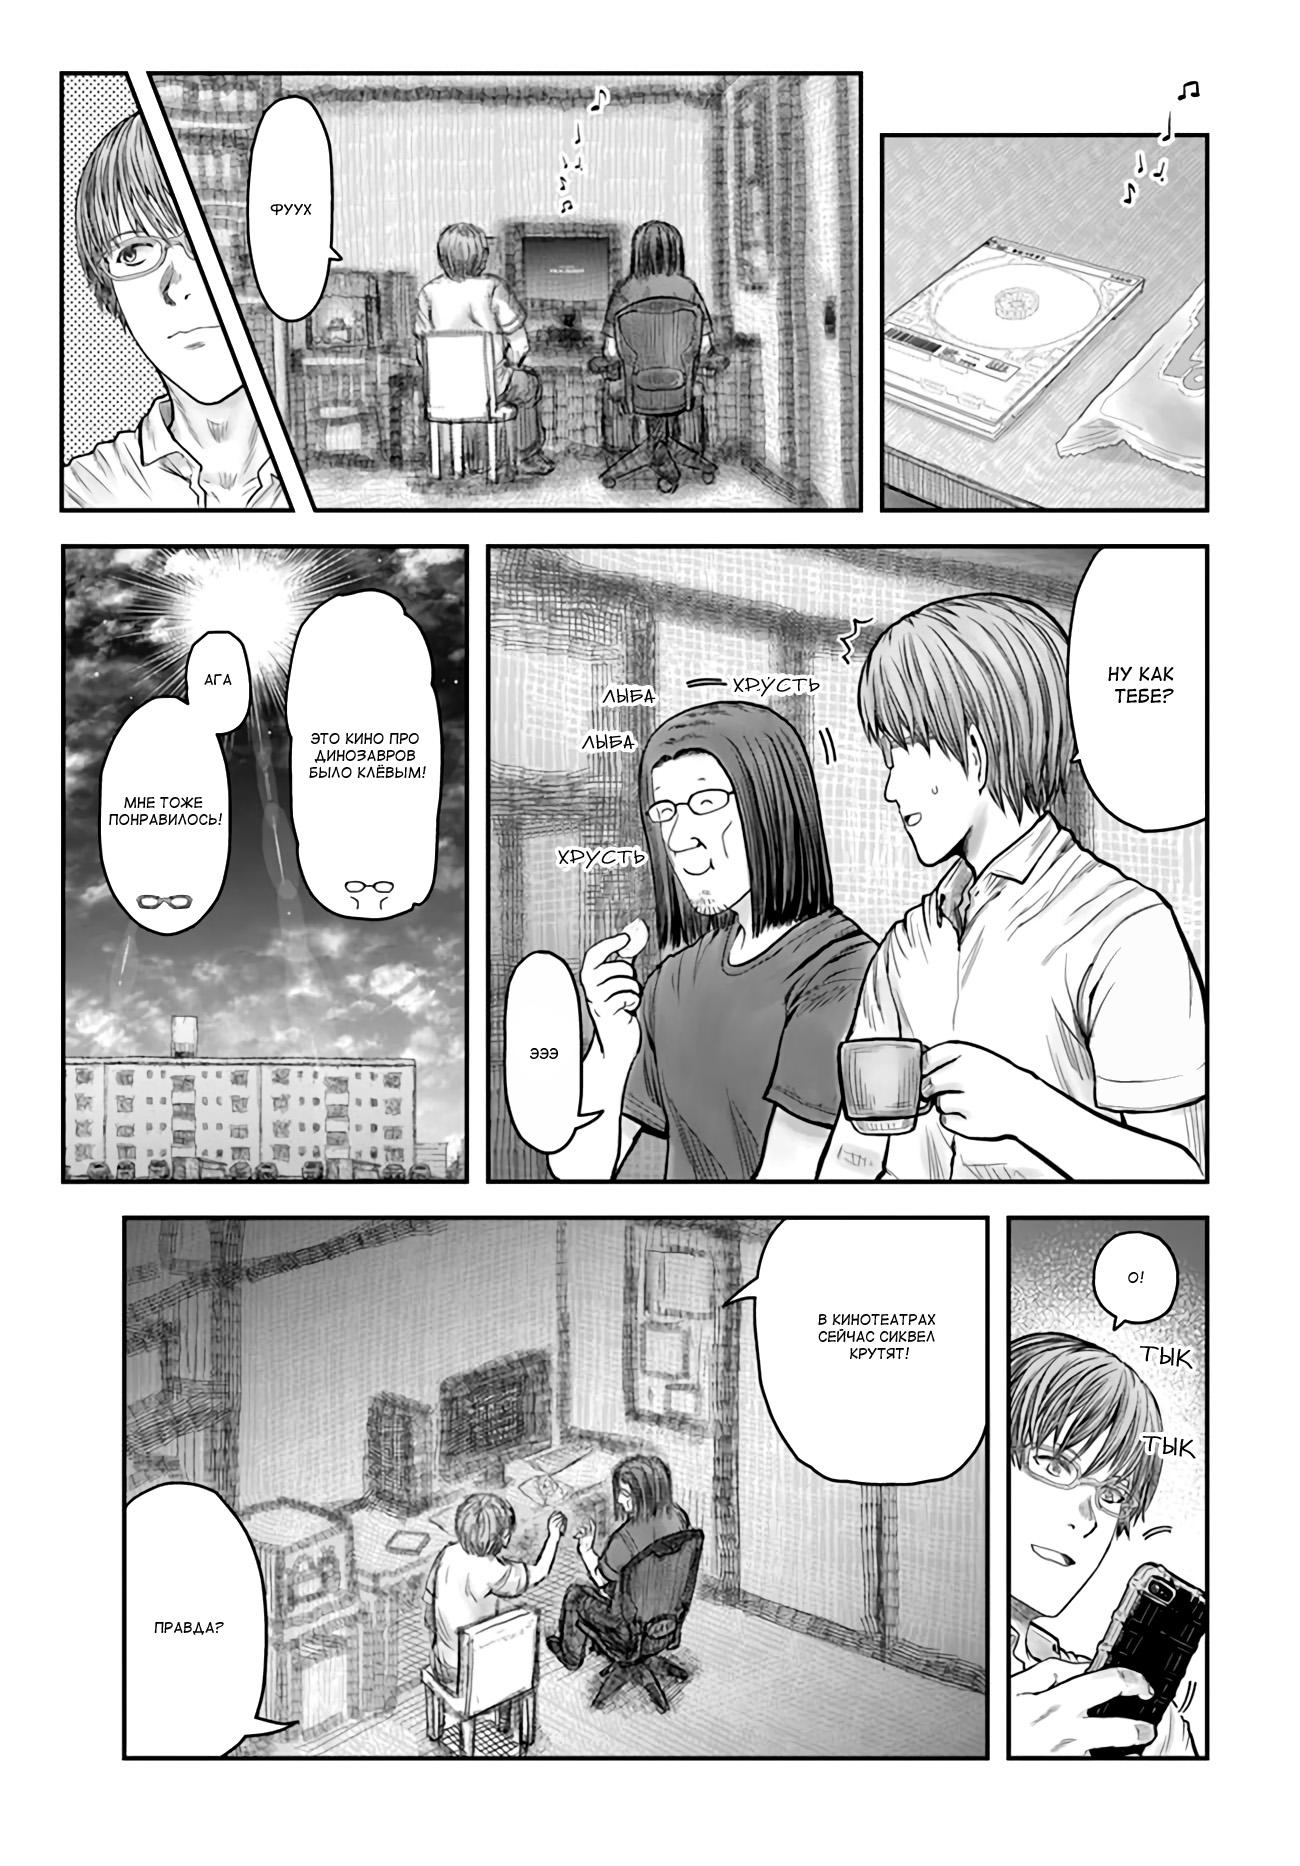 ФУУХ
НУ КАК
ТЕБЕ?
ХРУСТЬ
ЛЫБА
ЛЫБА
ХРУСТЬ
ЭЭЭ
ЭТО КИНО ПРО
ДИНОЗАВРОВ
БЫЛО КЛЁВЫМ!
АГА
МНЕ ТОЖЕ
ПОНРАВИЛОСЬ!
О!
ТЫК
ТЫК
В КИНОТЕАТРАХ
СЕЙЧАС СИКВЕЛ
КРУТЯТ!
ПРАВДА?